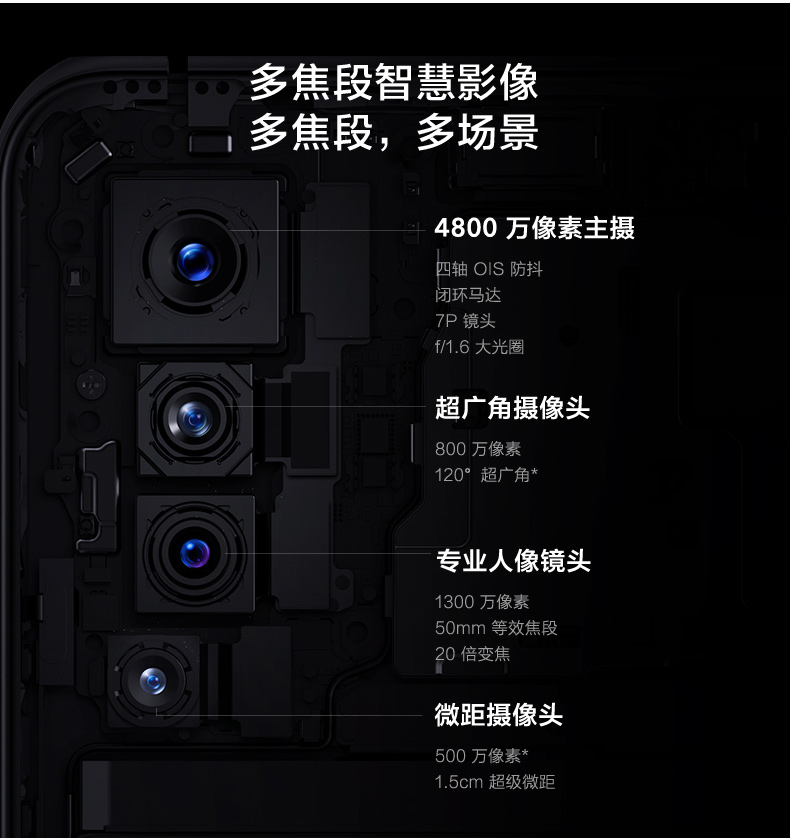 多焦段智慧影像
多焦段，多场景
4800 万像素主摄
四轴 OIS 防抖
闭环马达
7P 镜头
f/1.6 大光圈
超广角摄像头
800 万像素
120° 超广角*
专业人像镜头
1300 万像素
50mm 等效焦段
20 倍变焦
微距摄像头
500 万像素*
1.5cm 超级微距